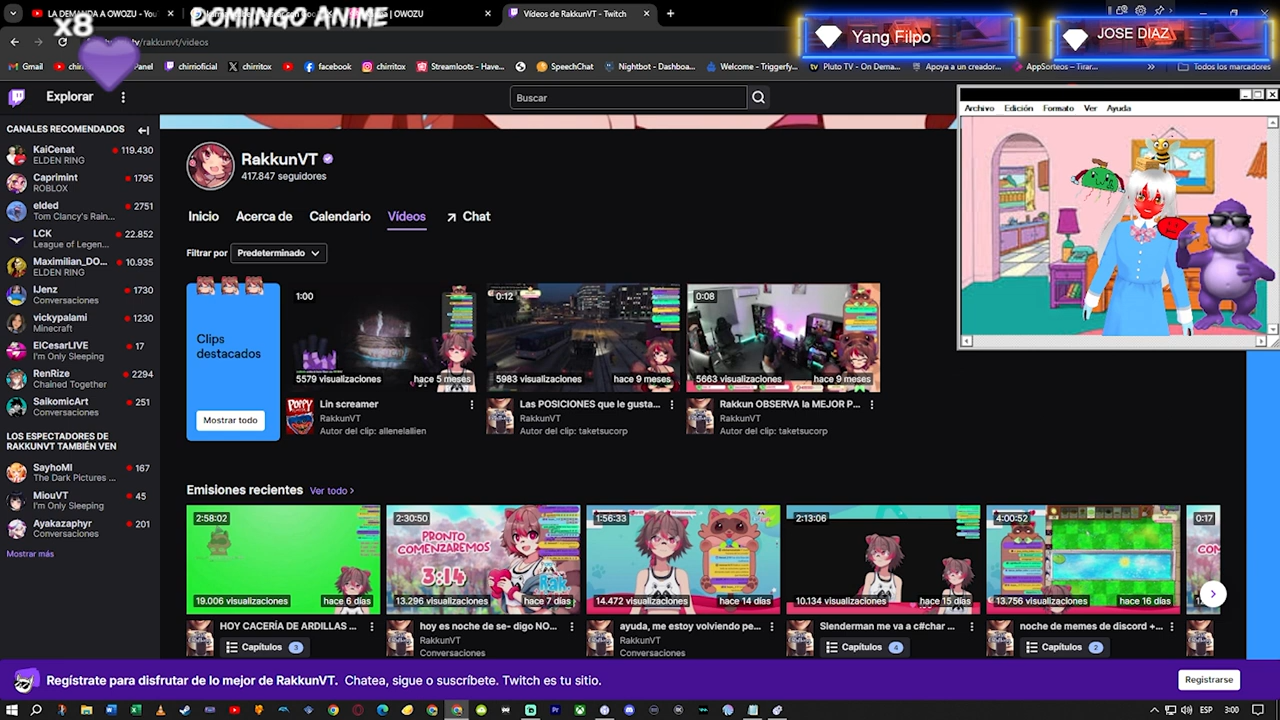 LA DEMANDA A OWOZU - You
DOMINGO ANIME
Vídeos de RakkunVT - Twitch
x8
/rakkunvt/videos
Yang Filpo
JOSE DIAZ
Gmail
Panel
chirrioficial
X chirritox
facebook
chirritox
Streamloots - Have...
SpeechChat
Nightbot - Dashboa...
Welcome - Triggerfy...
tv Pluto TV - On Dema...
Apoya a un creador...
AppSorteos – Tirar...
»
Todos los marcadores
Explorar
Buscar
Archivo Edición Formato Ver Ayuda
CANALES RECOMENDADOS
KaiCenat
ELDEN RING
119.430
Caprimint
ROBLOX
1795
elded
Tom Clancy's Rain...
2751
LCK
League of Legen...
22.852
Maximilian_DO...
ELDEN RING
10.935
IJenz
Conversaciones
1730
vickypalami
Minecraft
1230
ElCesarLIVE
I'm Only Sleeping
17
RenRize
Chained Together
2294
SaikomicArt
Conversaciones
251
LOS ESPECTADORES DE
RAKKUNVT TAMBIÉN VEN
SayhoMI
The Dark Pictures ...
167
MiouVT
I'm Only Sleeping
45
Ayakazaphyr
Conversaciones
201
Mostrar más
RakkunVT
417.847 seguidores
Inicio Acerca de Calendario Vídeos Chat
Filtrar por Predeterminado
Clips
destacados
Mostrar todo
1:00
5579 visualizaciones
hace 5 meses
POPPY
Lin screamer
RakkunVT
Autor del clip: allenelallien
0:12
5983 visualizaciones
hace 9 meses
Las POSICIONES que le gusta...
RakkunVT
Autor del clip: taketsucorp
0:08
5663 visualizaciones
hace 9 meses
Rakkun OBSERVA la MEJOR P...
RakkunVT
Autor del clip: taketsucorp
Emisiones recientes Ver todo
2:58:02
19.006 visualizaciones
hace 6 días
HOY CACERÍA DE ARDILLAS ...
Capítulos 3
2:30:50
PRONTO
COMENZAREMOS
3:14
13.296 visualizaciones
hace 7 días
hoy es noche de se- digo NO...
RakkunVT
Conversaciones
1:56:33
14.472 visualizaciones
hace 14 días
ayuda, me estoy volviendo pe...
RakkunVT
Conversaciones
2:13:06
10.134 visualizaciones
hace 15 días
Slenderman me va a c#char ...
Capítulos 4
4:00:52
13.756 visualizaciones
hace 16 días
noche de memes de discord +...
Capítulos 2
0:17
Regístrate para disfrutar de lo mejor de RakkunVT. Chatea, sigue o suscríbete. Twitch es tu sitio.
Registrarse
ESP 3:00